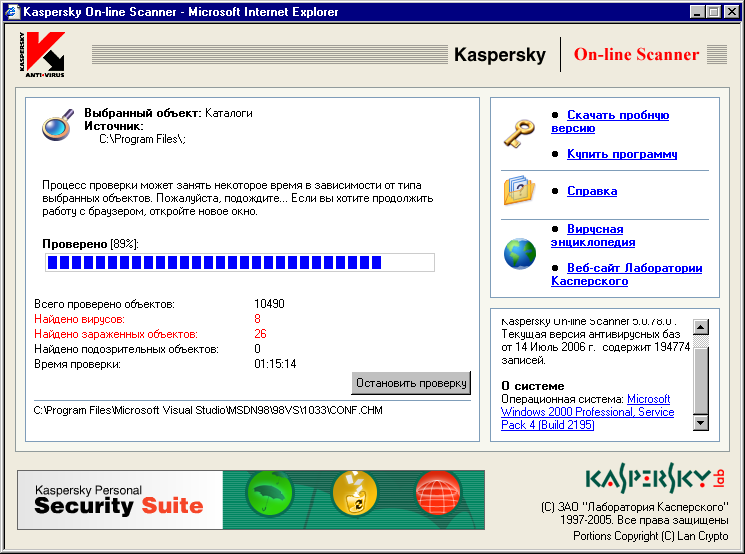 Kaspersky On-line Scanner - Microsoft Internet Explorer
KASPERSKY
ANTI-VIRUS
Kaspersky
On-line Scanner
Выбранный объект: Каталоги
Источник:
C:\Program Files\;
Процесс проверки может занять некоторое время в зависимости от типа
выбранных объектов. Пожалуйста, подождите... Если вы хотите продолжить
работу с браузером, откройте новое окно.
Проверено [89%]:
Всего проверено объектов: 10490
Найдено вирусов: 8
Найдено зараженных объектов: 26
Найдено подозрительных объектов: 0
Время проверки: 01:15:14
Остановить проверку
C:\Program Files\Microsoft Visual Studio\MSDN98\98VS\1033\CONF.CHM
Скачать пробную
версию
Купить программу
Справка
Вирусная
энциклопедия
Веб-сайт Лаборатории
Касперского
Kaspersky On-line Scanner 5.0.78.0 .
Текущая версия антивирусных баз
от 14 Июль 2006 г. содержит 194774
записей.
О системе
Операционная система: Microsoft
Windows 2000 Professional, Service
Pack 4 (Build 2195)
Kaspersky Personal
Security Suite
KASPERSKY lab
(C) ЗАО "Лаборатория Касперского"
1997-2005. Все права защищены
Portions Copyright (C) Lan Crypto